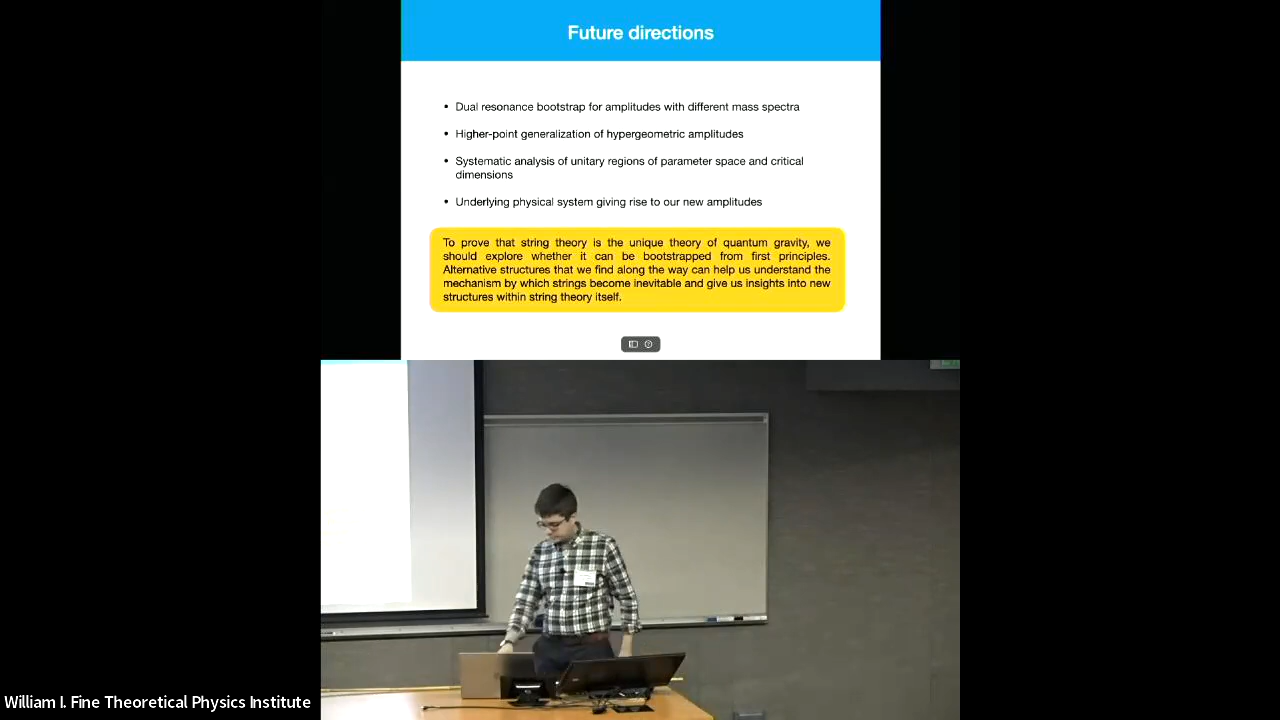 Future directions
• Dual resonance bootstrap for amplitudes with different mass spectra
• Higher-point generalization of hypergeometric amplitudes
• Systematic analysis of unitary regions of parameter space and critical
dimensions
• Underlying physical system giving rise to our new amplitudes
To prove that string theory is the unique theory of quantum gravity, we
should explore whether it can be bootstrapped from first principles.
Alternative structures that we find along the way can help us understand the
mechanism by which strings become inevitable and give us insights into new
structures within string theory itself.
William I. Fine Theoretical Physics Institute